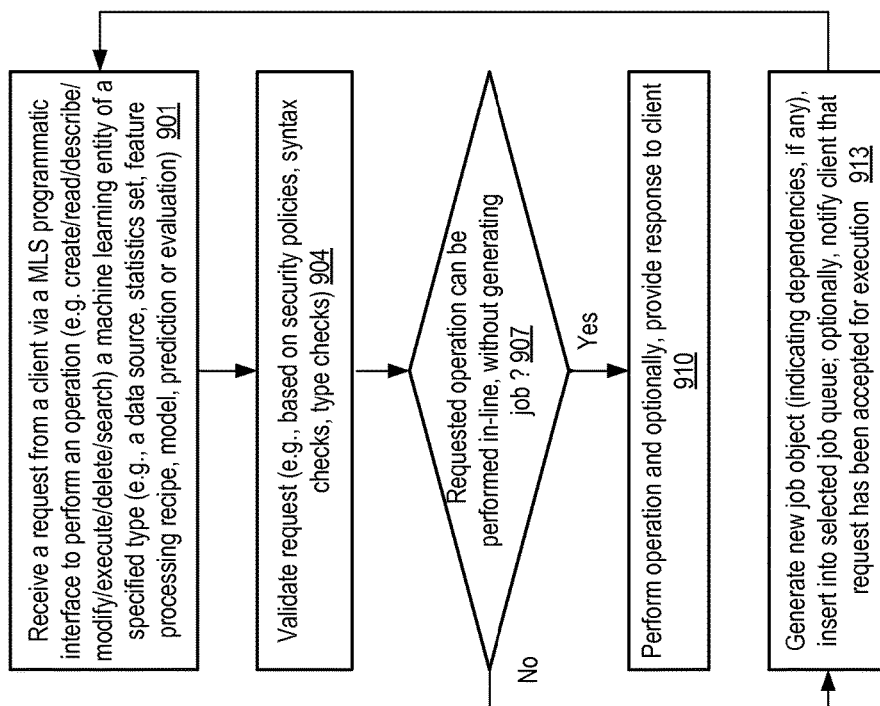 Receive a request from a client via a MLS programmatic
interface to perform an operation (e.g. create/read/describe/
modify/execute/delete/search) a machine learning entity of a
specified type (e.g., a data source, statistics set, feature
processing recipe, model, prediction or evaluation) 901
Validate request (e.g., based on security policies, syntax
checks, type checks) 904
Requested operation can be
performed in-line, without generating
job ? 907
Yes
No
Perform operation and optionally, provide response to client
910
Generate new job object (indicating dependencies, if any),
insert into selected job queue; optionally, notify client that
request has been accepted for execution 913